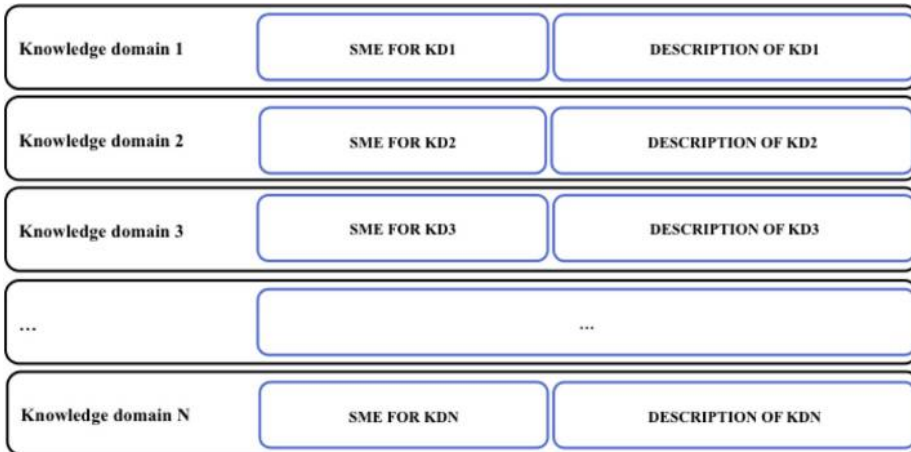 Knowledge domain 1 SME FOR KD1 DESCRIPTION OF KD1
Knowledge domain 2 SME FOR KD2 DESCRIPTION OF KD2
Knowledge domain 3 SME FOR KD3 DESCRIPTION OF KD3
... ...
Knowledge domain N SME FOR KDN DESCRIPTION OF KDN